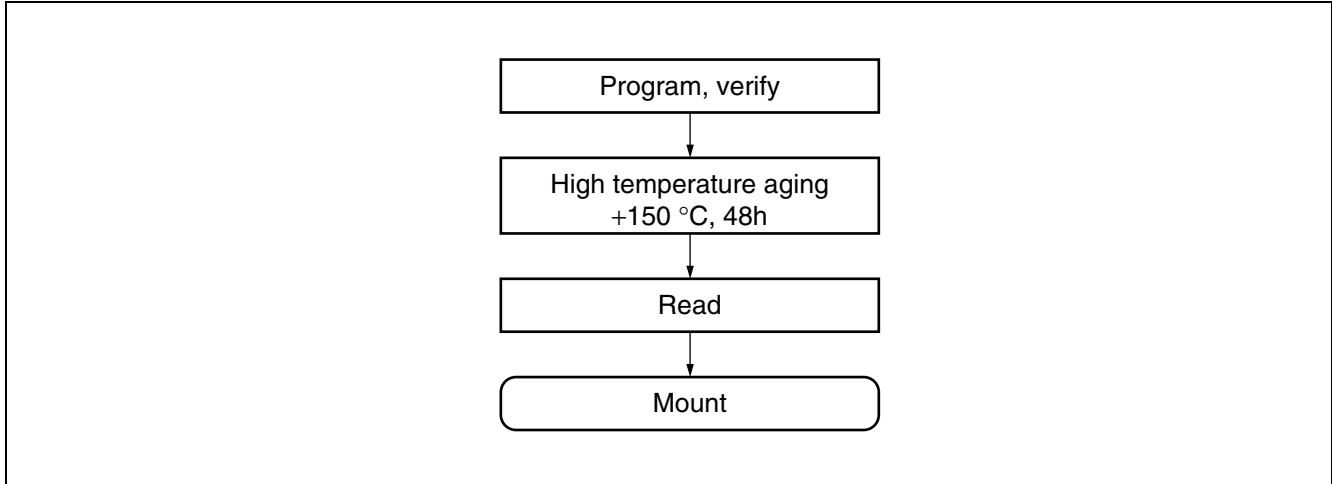 Program, verify
High temperature aging
+150 °C, 48h
Read
Mount